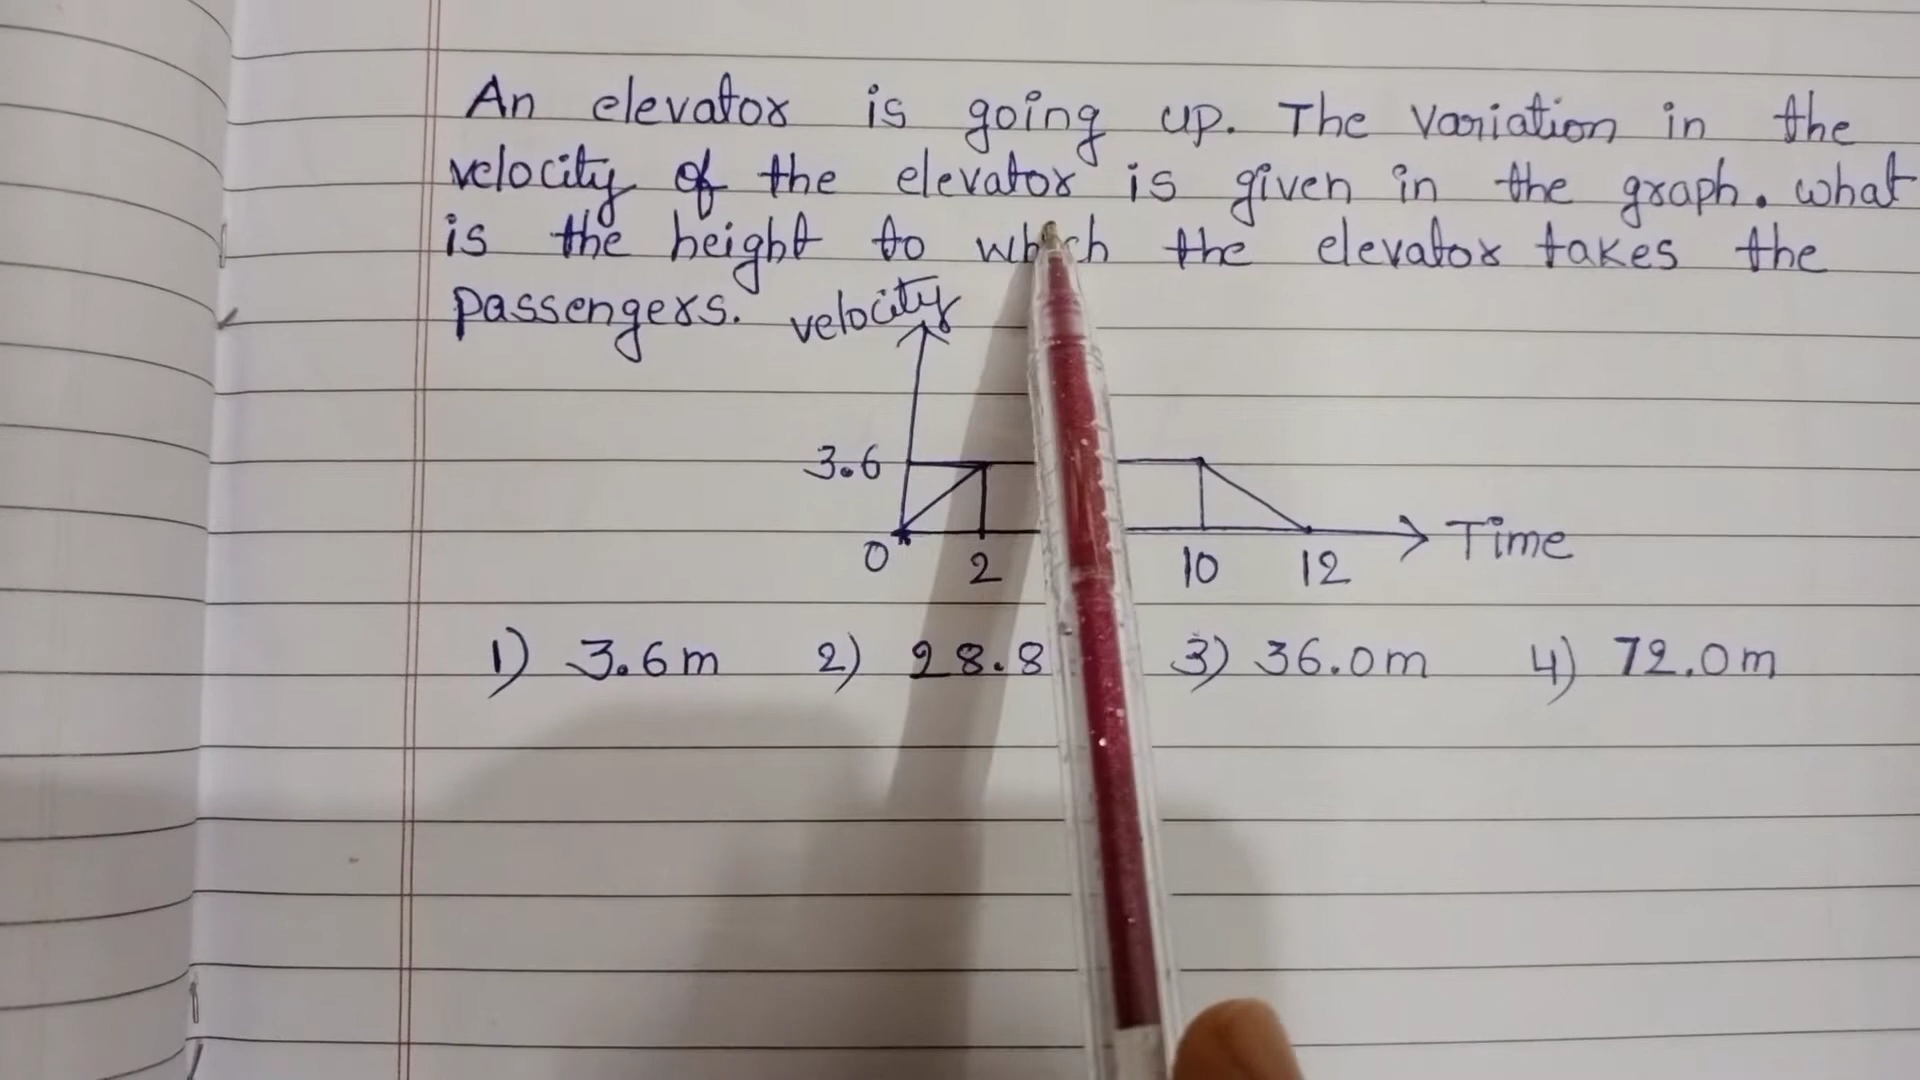 An elevator is going up. The variation in the
velocity of the elevator is given in the graph. what
is the height to which the elevator takes the
passengers.
velocity
3.6
0 2 10 12 Time
1) 3.6m 2) 28.8 3) 36.0m 4) 72.0m